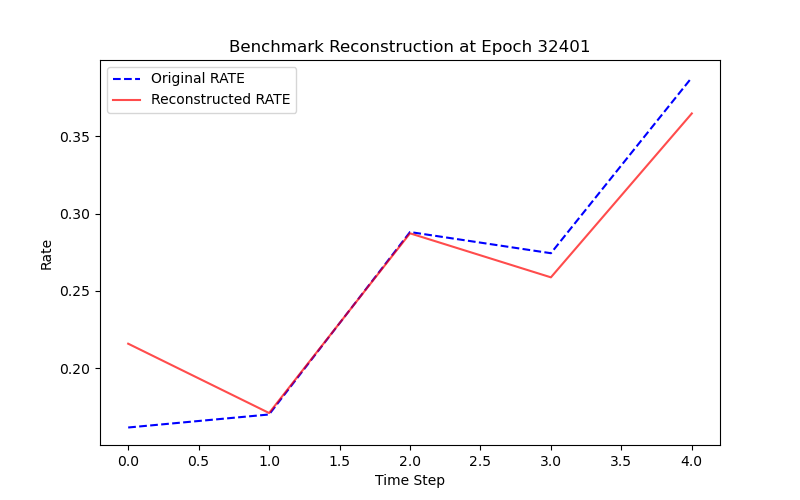 Benchmark Reconstruction at Epoch 32401
Original RATE
Reconstructed RATE
Rate
0.35
0.30
0.25
0.20
0.0 0.5 1.0 1.5 2.0 2.5 3.0 3.5 4.0
Time Step